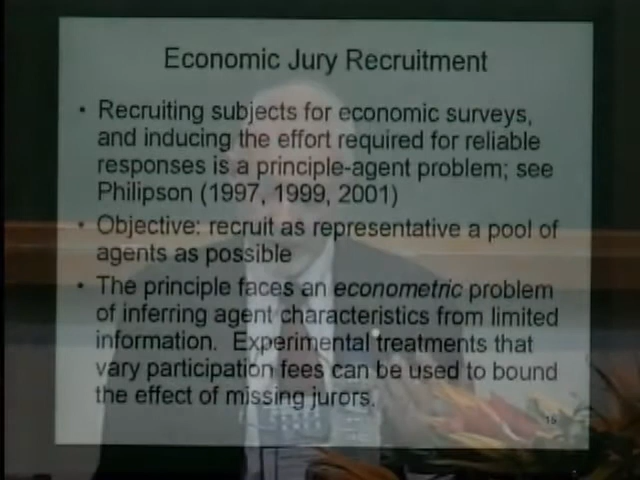 Economic Jury Recruitment
• Recruiting subjects for economic surveys,
and inducing the effort required for reliable
responses is a principle-agent problem; see
Philipson (1997, 1999, 2001)
• Objective: recruit as representative a pool of
agents as possible
• The principle faces an econometric problem
of inferring agent characteristics from limited
information. Experimental treatments that
vary participation fees can be used to bound
the effect of missing jurors.
15